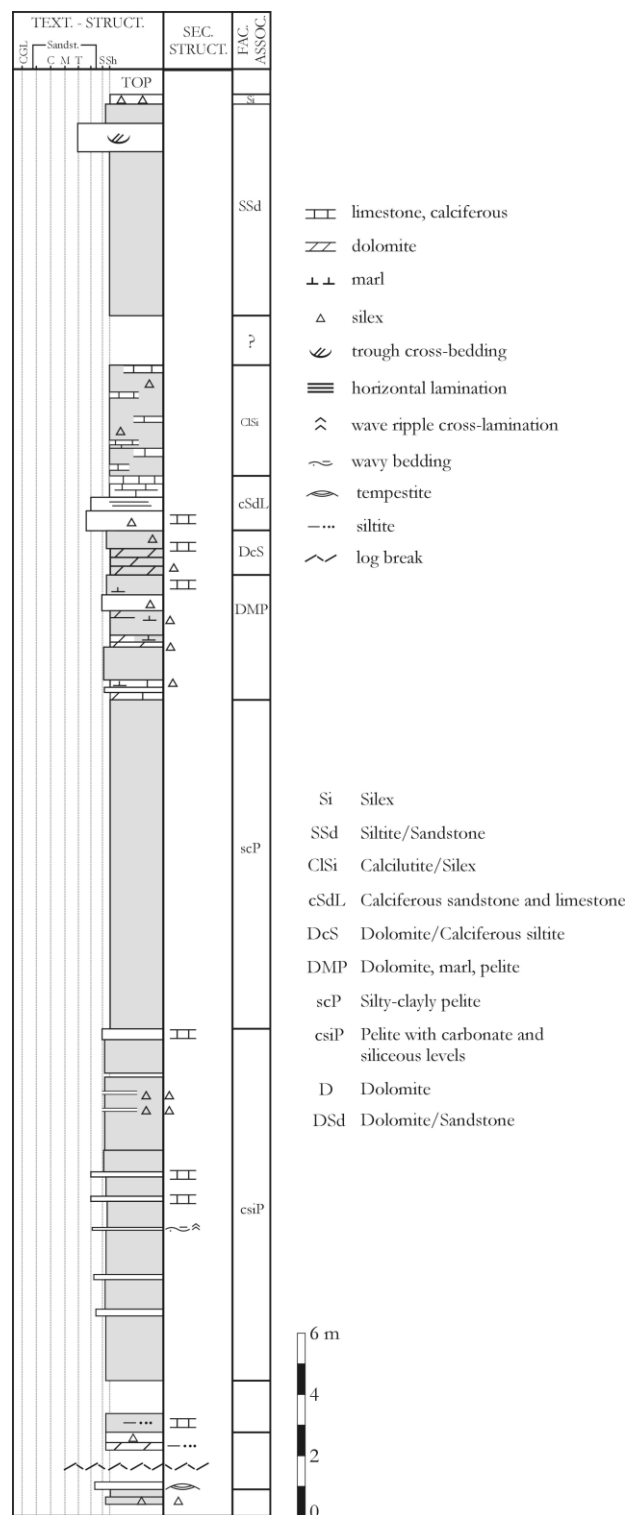 TEXT. - STRUCT.
SEC.
STRUCT.
FAC.
ASSOC.
CGL
Sandst.
C M T S Sh
TOP
Si
SSd
?
ClSi
cSdL
DcS
DMP
scP
csiP
limestone, calciferous
dolomite
marl
silex
trough cross-bedding
horizontal lamination
wave ripple cross-lamination
wavy bedding
tempestite
siltite
log break
Si Silex
SSd Siltite/Sandstone
ClSi Calcilutite/Silex
cSdL Calciferous sandstone and limestone
DcS Dolomite/Calciferous siltite
DMP Dolomite, marl, pelite
scP Silty-clayly pelite
csiP Pelite with carbonate and
siliceous levels
D Dolomite
DSd Dolomite/Sandstone
6 m
4
2
0